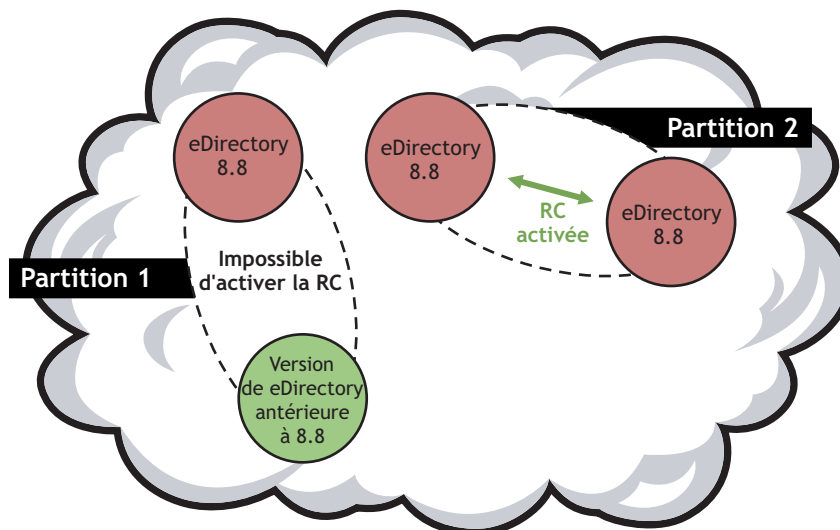 eDirectory
8.8
eDirectory
8.8
Partition 2
eDirectory
8.8
RC
activée
Partition 1
Impossible
d'activer la RC
Version
de eDirectory
antérieure
à 8.8